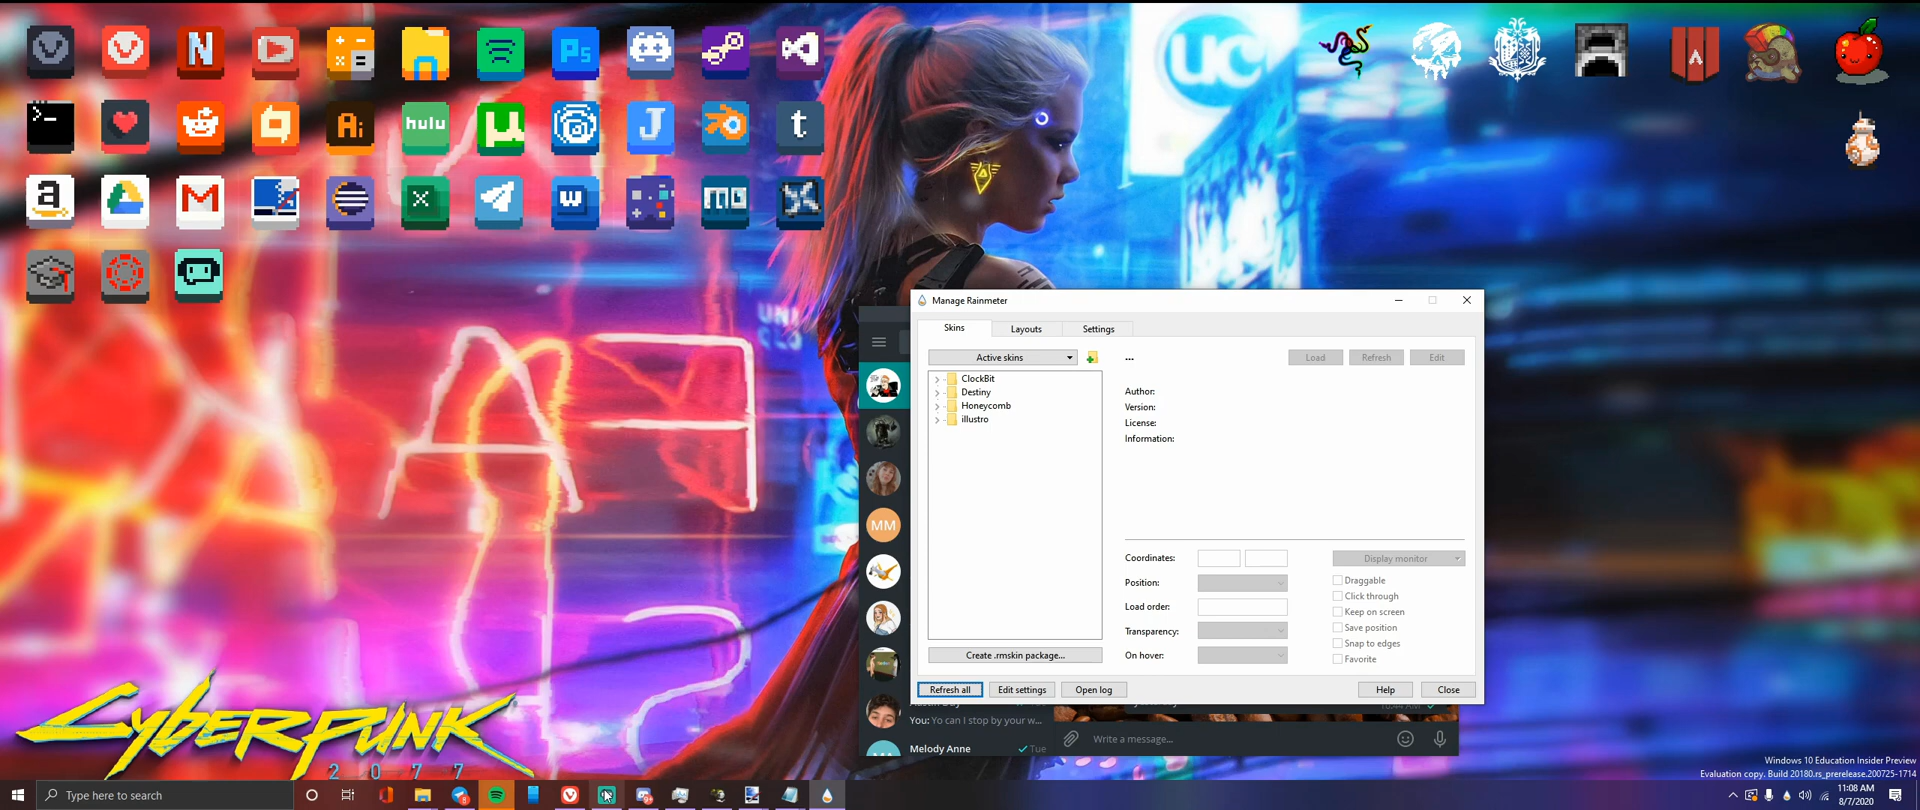 Manage Rainmeter
Skins
Layouts
Settings
Active skins
...
Load
Refresh
Edit
ClockBit
Destiny
Honeycomb
illustro
Author:
Version:
License:
Information:
Coordinates:
Display monitor
Position:
Draggable
Click through
Load order:
Keep on screen
Save position
Transparency:
Snap to edges
On hover:
Favorite
Create .rmskin package...
Refresh all
Edit settings
Open log
Help
Close
N
Ps
>-
Ai
hulu
J
t
a
M
X
W
UC
MM
You: Yo can I stop by your w...
Melody Anne
Tue
Write a message...
CYBERPUNK
2077
Windows 10 Education Insider Preview
Evaluation copy. Build 20180.rs_prerelease.200725-1714
Type here to search
11:08 AM
8/7/2020